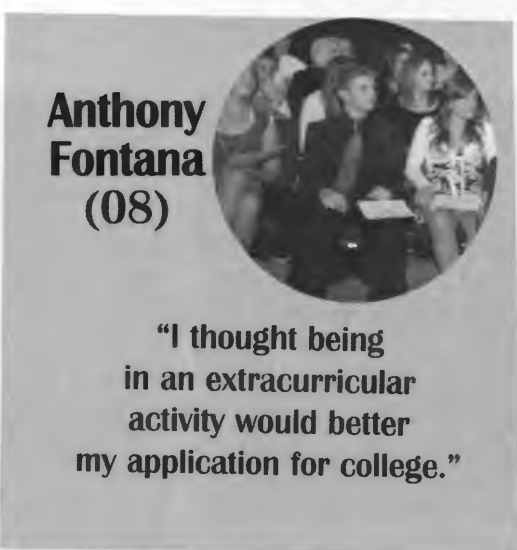 Anthony
Fontana
(08)
“I thought being
in an extracurricular
activity would better
my application for college.”